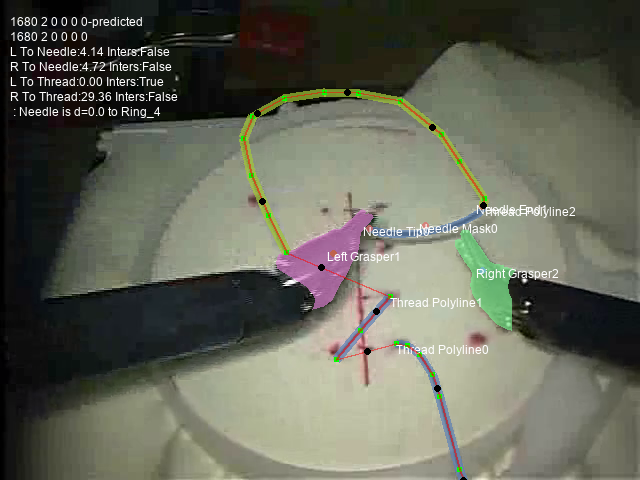 1680 2 0 0 0 0-predicted
1680 2 0 0 0 0
L To Needle:4.14 Inters:False
R To Needle:4.72 Inters:False
L To Thread:0.00 Inters:True
R To Thread:29.36 Inters:False
: Needle is d=0.0 to Ring_4
Thread Polyline2
Needle Mask0
Left Grasper1
Right Grasper2
Thread Polyline1
Thread Polyline0